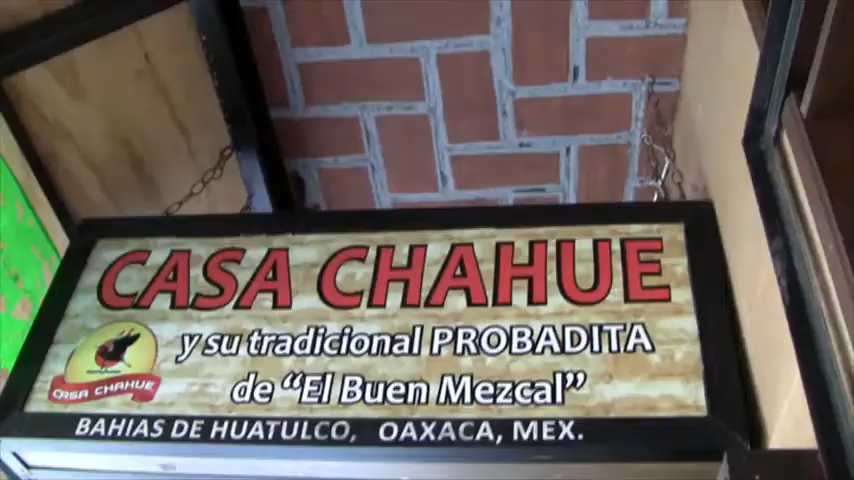 CASA CHAHUE
y su tradicional PROBADITA
de “El Buen Mezcal”
CASA CHAHUE
BAHIAS DE HUATULCO, OAXACA, MEX.